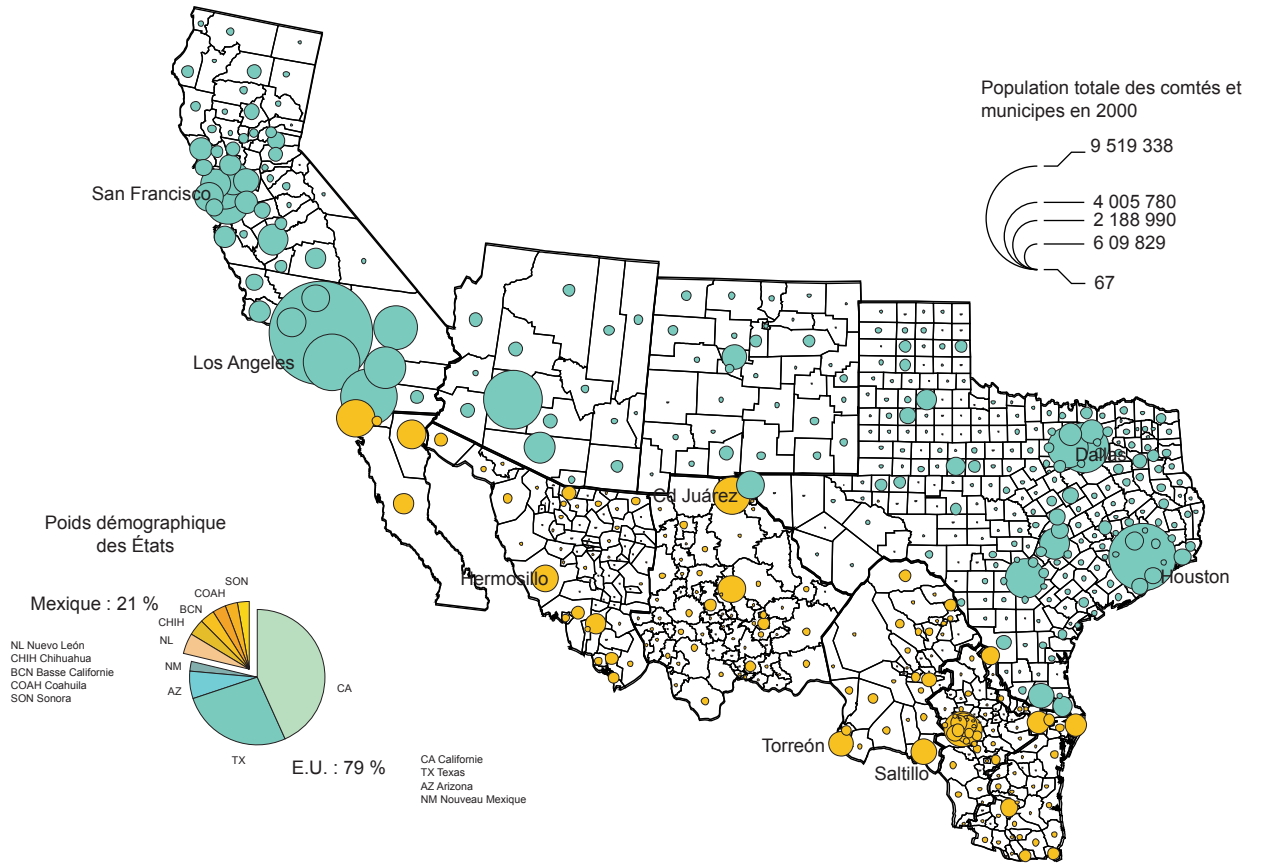 Population totale des comtés et
municipes en 2000
9 519 338
4 005 780
2 188 990
6 09 829
67
San Francisco
Los Angeles
Dallas
Cd Juárez
Houston
Hermosillo
Torreón
Saltillo
Poids démographique
des États
Mexique : 21 %
SON
COAH
BCN
CHIH
NL
NM
AZ
TX
CA
E.U. : 79 %
NL Nuevo León
CHIH Chihuahua
BCN Basse Californie
COAH Coahuila
SON Sonora
CA Californie
TX Texas
AZ Arizona
NM Nouveau Mexique